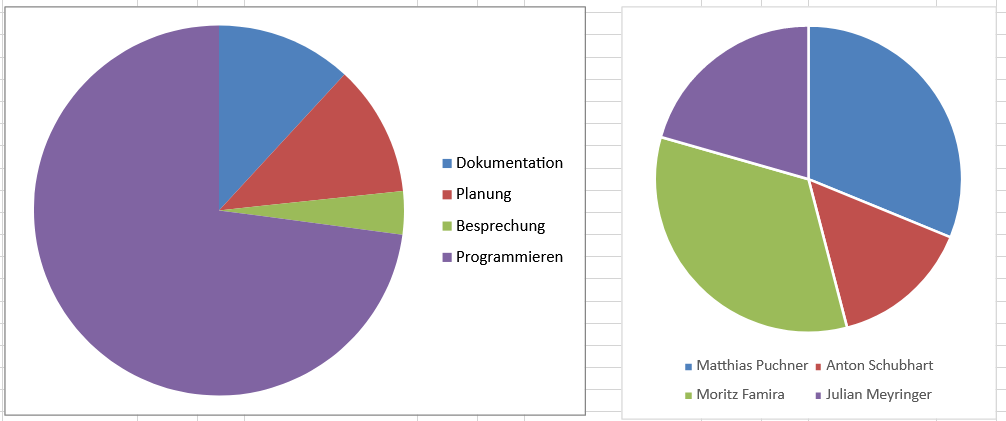 Dokumentation
Planung
Besprechung
Programmieren
Matthias Puchner Anton Schubhart
Moritz Famira Julian Meyringer